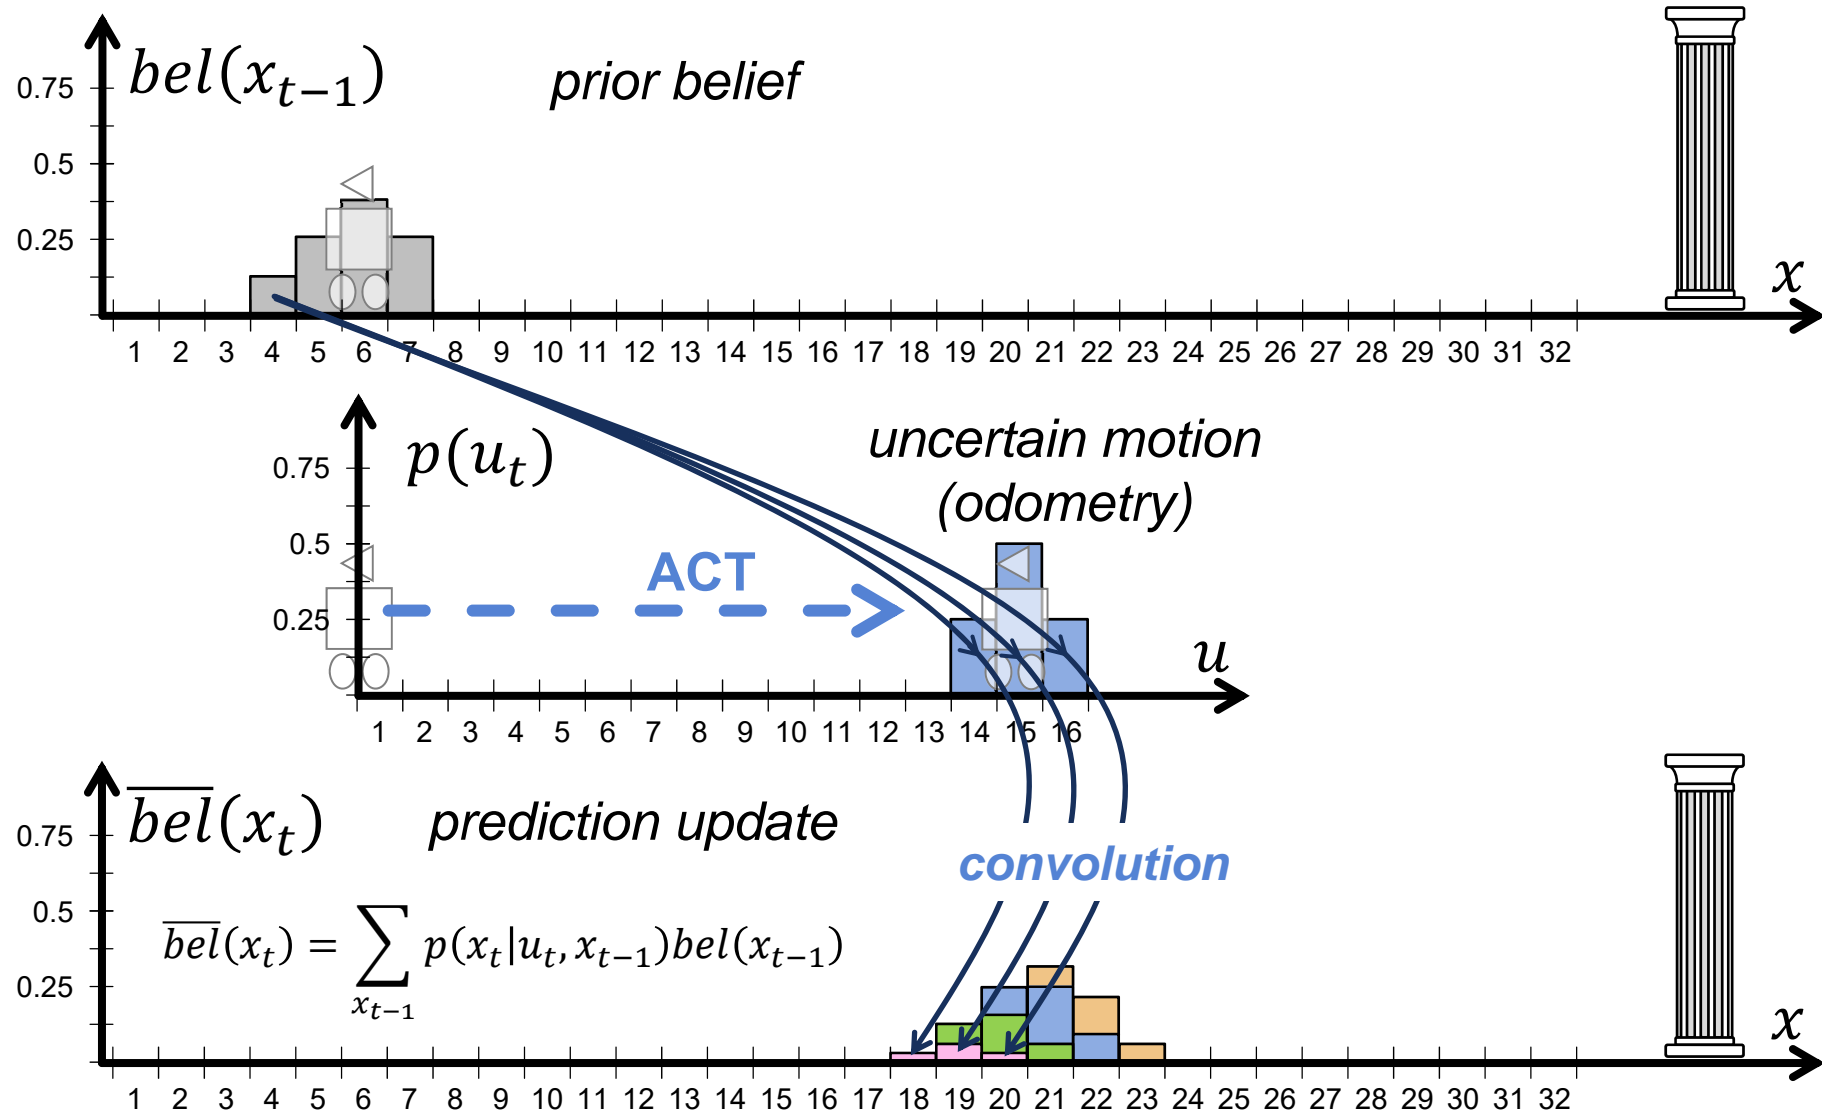 bel(x_{t−1})
prior belief
0.75
0.5
0.25
x
1 2 3 4 5 6 7 8 9 10 11 12 13 14 15 16 17 18 19 20 21 22 23 24 25 26 27 28 29 30 31 32
p(u_t)
uncertain motion
(odometry)
0.75
0.5
0.25
ACT
u
1 2 3 4 5 6 7 8 9 10 11 12 13 14 15 16
\overline{bel}(x_t)
prediction update
0.75
0.5
0.25
convolution
\overline{bel}(x_t) = ∑_{x_{t−1}} p(x_t|u_t, x_{t−1})bel(x_{t−1})
x
1 2 3 4 5 6 7 8 9 10 11 12 13 14 15 16 17 18 19 20 21 22 23 24 25 26 27 28 29 30 31 32